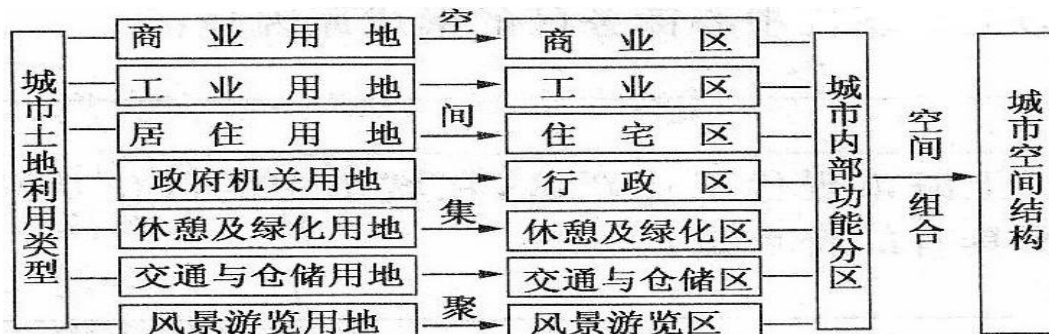 城市土地利用类型
商业用地
空
商业区
工业用地
工业区
居住用地
间
住宅区
政府机关用地
行政区
休憩及绿化用地
集
休憩及绿化区
交通与仓储用地
交通与仓储区
风景游览用地
聚
风景游览区
城市内部功能分区
空间组合
城市空间结构